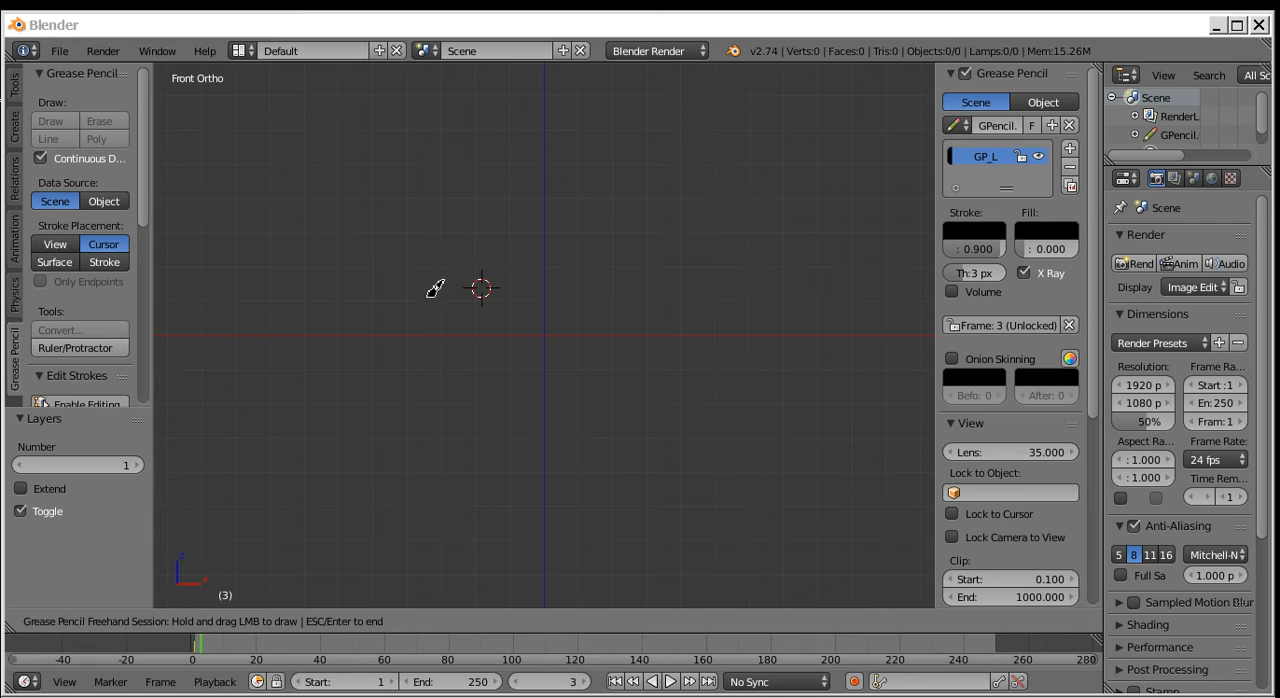 Blender
File Render Window Help Default Scene Blender Render v2.74 | Verts:0 | Faces:0 | Tris:0 | Objects:0/0 | Lamps:0/0 | Mem:15.26M
Tools
Create
Relations
Animation
Physics
Grease Pencil
Grease Pencil
Draw:
Draw Erase
Line Poly
Continuous D...
Data Source:
Scene Object
Stroke Placement:
View Cursor
Surface Stroke
Only Endpoints
Tools:
Convert...
Ruler/Protractor
Edit Strokes
Enable Editing
Layers
Number
1
Extend
Toggle
Front Ortho
z
x
(3)
Grease Pencil
Scene Object
GPencil. F
GP_L
Stroke: Fill:
: 0.900 : 0.000
Th:3 px X Ray
Volume
Frame: 3 (Unlocked)
Onion Skinning
Befo: 0 After: 0
View
Lens: 35.000
Lock to Object:
Lock to Cursor
Lock Camera to View
Clip:
Start: 0.100
End: 1000.000
View Search All Sc
Scene
RenderL
GPencil.
Scene
Render
Rend Anim Audio
Display Image Edit
Dimensions
Render Presets
Resolution: Frame Ra...
1920 p Start :1
1080 p En: 250
50% Fram: 1
Aspect Ra... Frame Rate:
: 1.000 24 fps
: 1.000 Time Rem...
1
Anti-Aliasing
5 8 11 16 Mitchell-N
Full Sa 1.000 p
Sampled Motion Blur
Shading
Performance
Post Processing
Stamp
Grease Pencil Freehand Session: Hold and drag LMB to draw | ESC/Enter to end
-40 -20 0 20 40 60 80 100 120 140 160 180 200 220 240 260 280
View Marker Frame Playback Start: 1 End: 250 3 No Sync